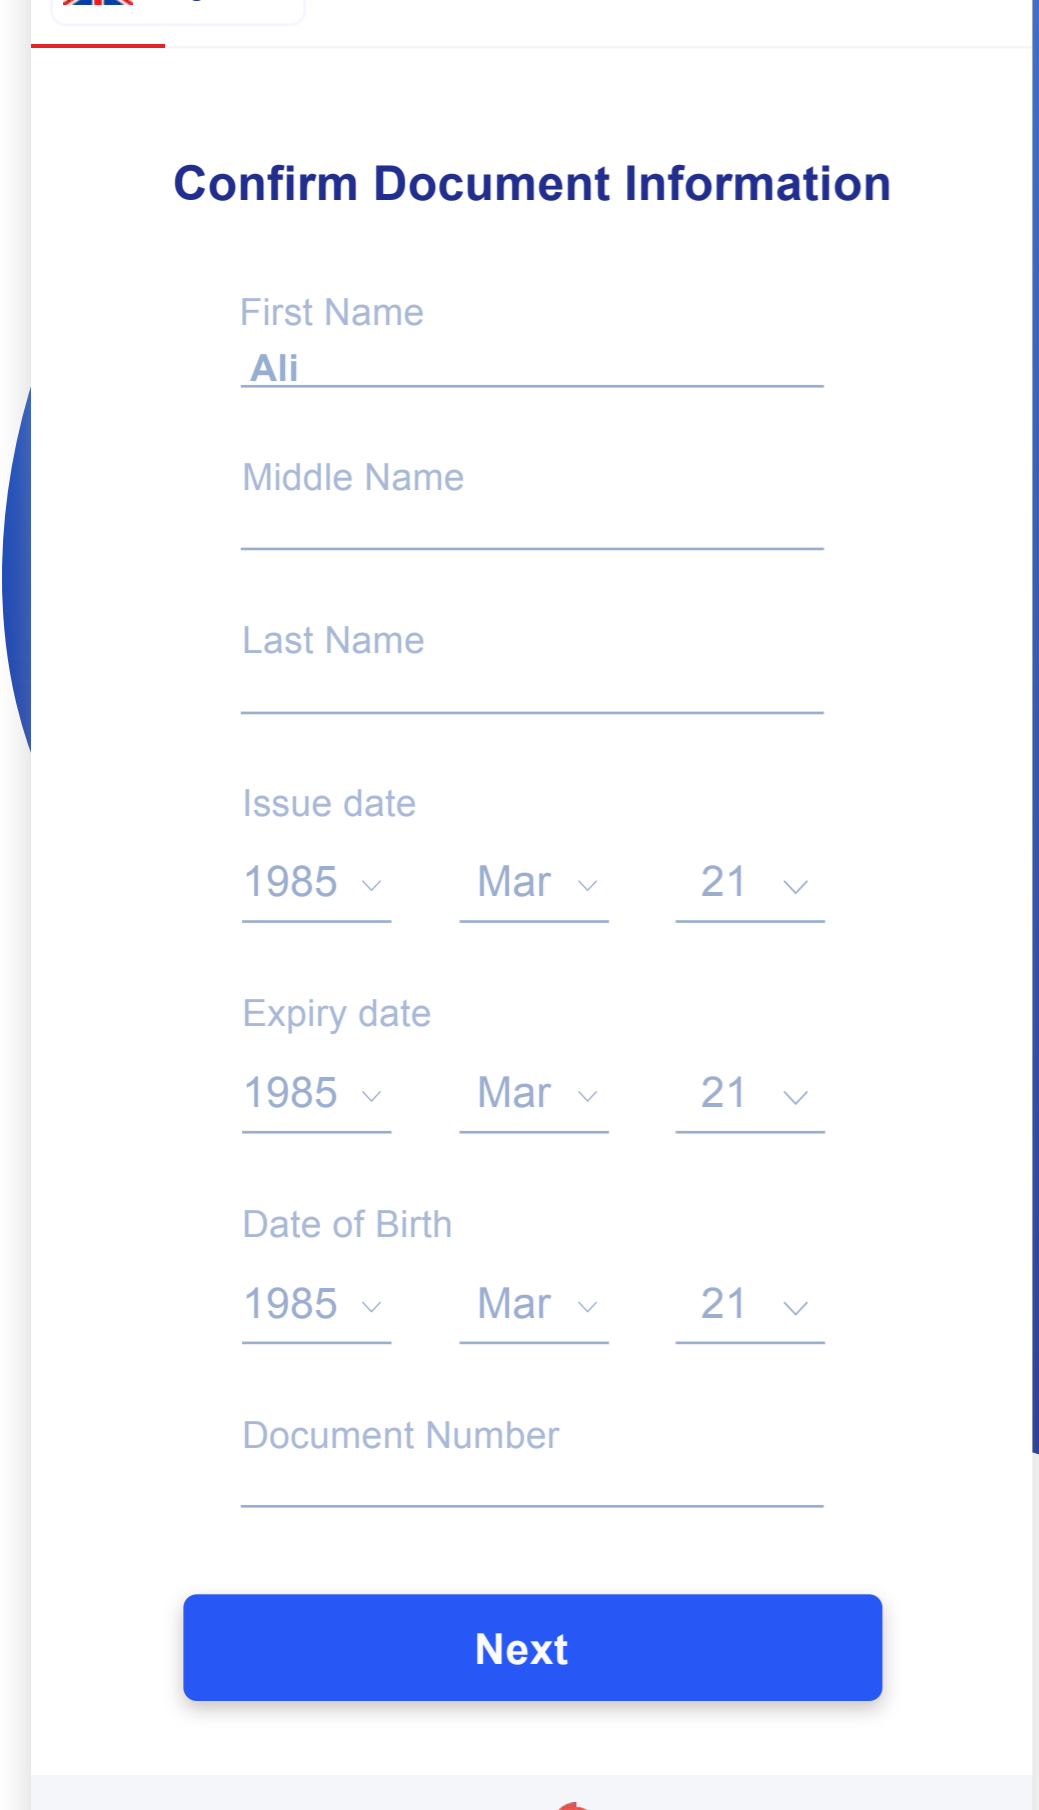 Confirm Document Information
First Name
Ali
Middle Name
Last Name
Issue date
1985 Mar 21
Expiry date
1985 Mar 21
Date of Birth
1985 Mar 21
Document Number
Next